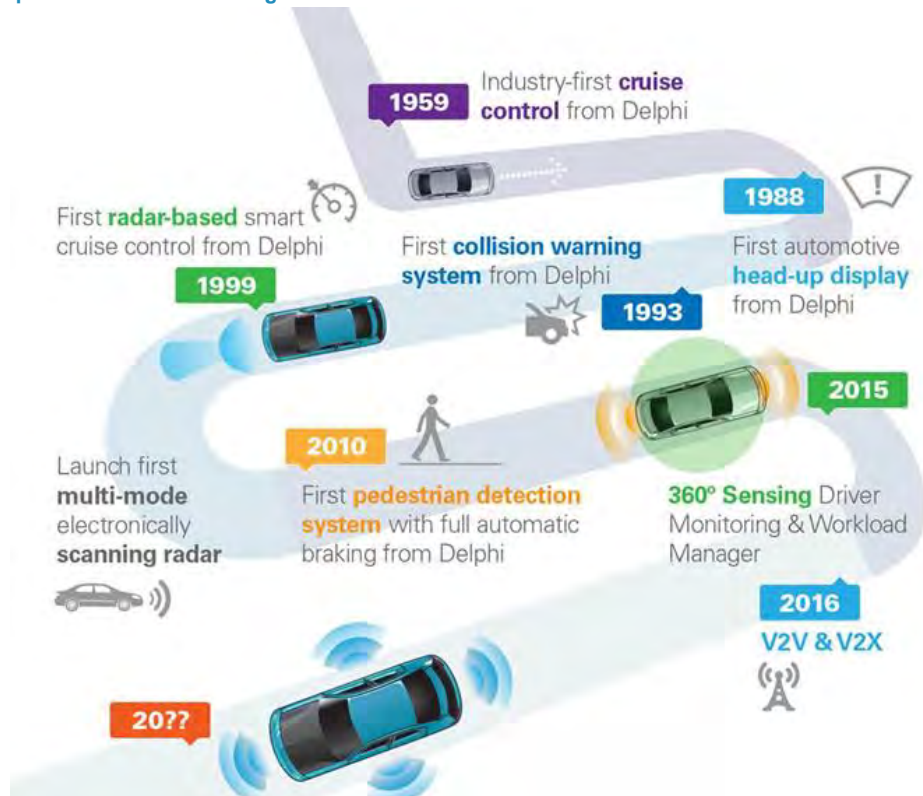 1959
Industry-first cruise
control from Delphi
1988
First automotive
head-up display
from Delphi
First collision warning
system from Delphi
1993
First radar-based smart
cruise control from Delphi
1999
Launch first
multi-mode
electronically
scanning radar
2010
First pedestrian detection
system with full automatic
braking from Delphi
2015
360º Sensing Driver
Monitoring & Workload
Manager
2016
V2V & V2X
20??